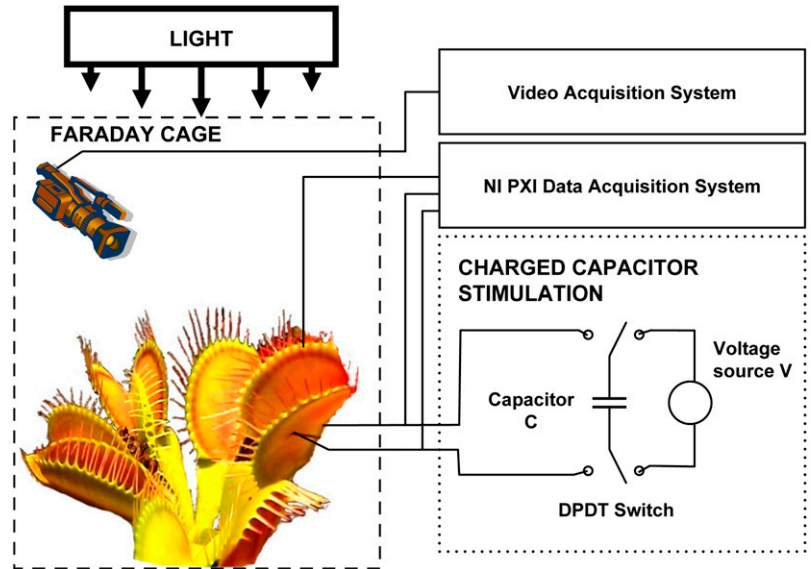 LIGHT
FARADAY CAGE
Video Acquisition System
NI PXI Data Acquisition System
CHARGED CAPACITOR
STIMULATION
Voltage
source V
Capacitor
C
DPDT Switch